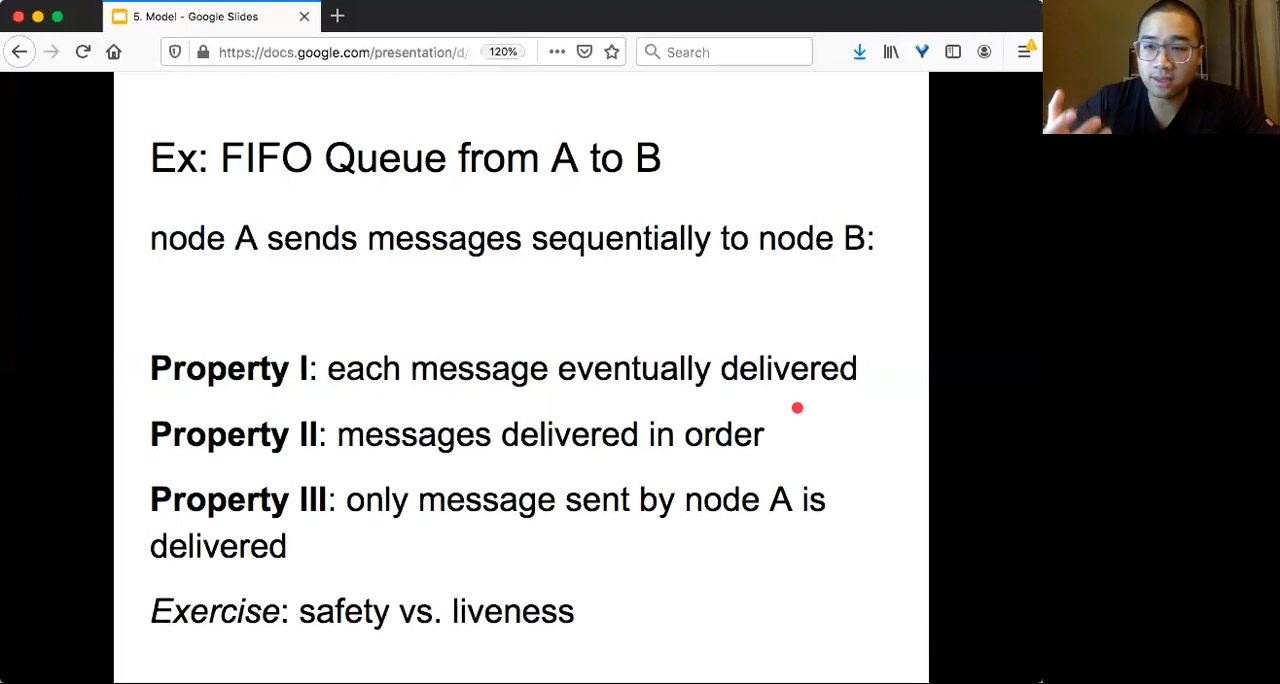 5. Model - Google Slides
https://docs.google.com/presentation/d/
120%
Search
Ex: FIFO Queue from A to B
node A sends messages sequentially to node B:
Property I: each message eventually delivered
Property II: messages delivered in order
Property III: only message sent by node A is
delivered
Exercise: safety vs. liveness